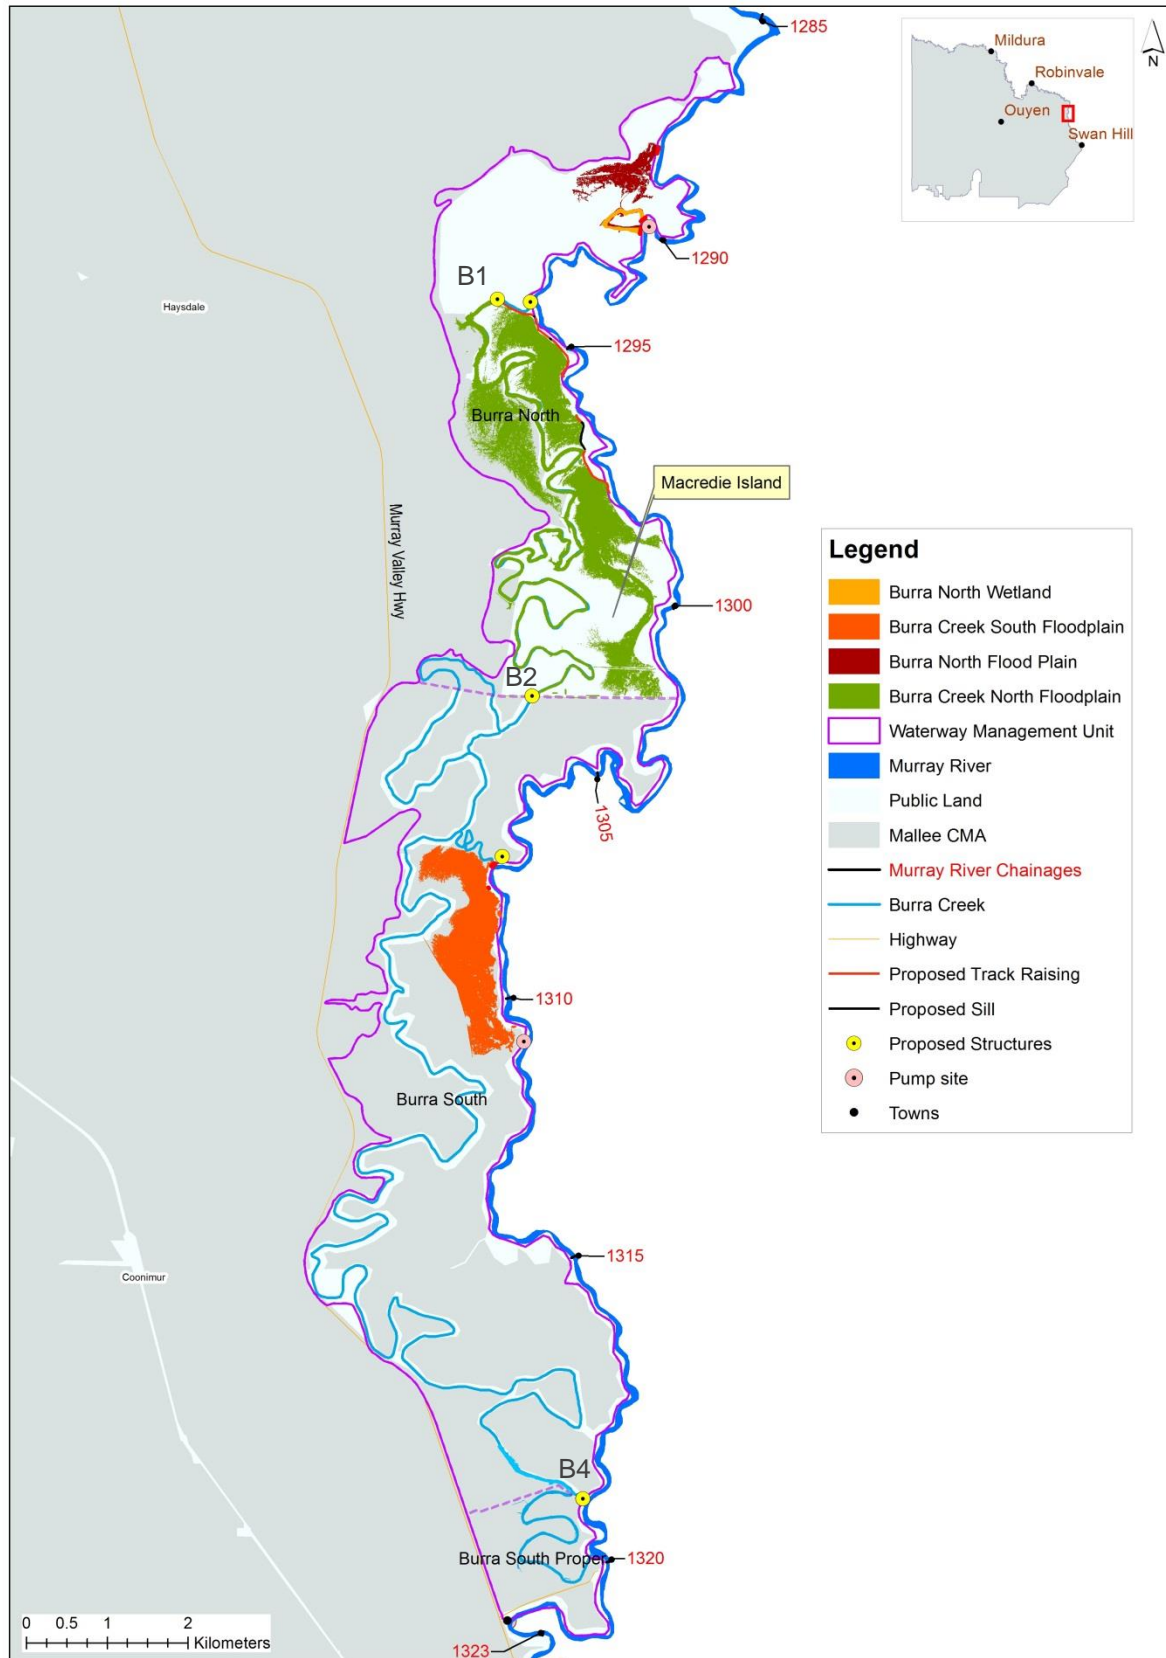 1285
Mildura
Robinvale
Ouyen
Swan Hill
N
1290
B1
Haysdale
1295
Burra North
Macredie Island
Murray Valley Hwy
1300
B2
1305
Legend
Burra North Wetland
Burra Creek South Floodplain
Burra North Flood Plain
Burra Creek North Floodplain
Waterway Management Unit
Murray River
Public Land
Mallee CMA
Murray River Chainages
Burra Creek
Highway
Proposed Track Raising
Proposed Sill
Proposed Structures
Pump site
Towns
1310
Burra South
1315
Coonimur
B4
Burra South Proper
1320
0 0.5 1 2
Kilometers
1323